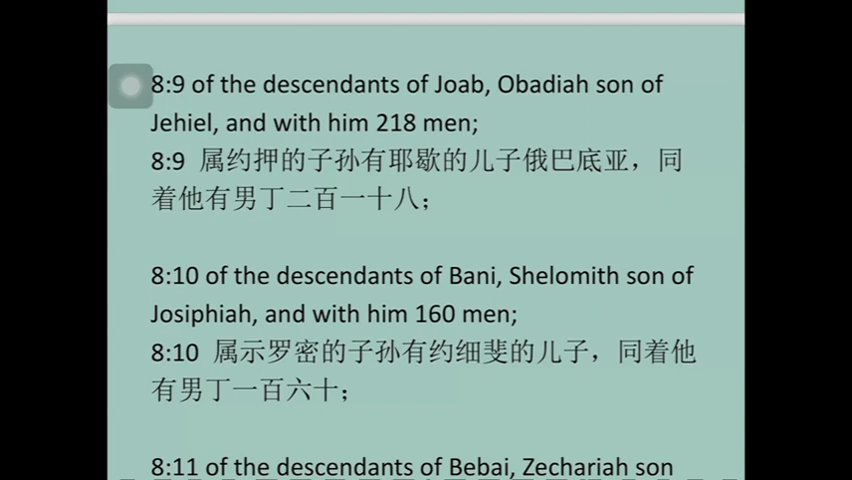 8:9 of the descendants of Joab, Obadiah son of
Jehiel, and with him 218 men;
8:9 属约押的子孙有耶歇的儿子俄巴底亚，同
着他有男丁二百一十八；
8:10 of the descendants of Bani, Shelomith son of
Josiphiah, and with him 160 men;
8:10 属示罗密的子孙有约细斐的儿子，同着他
有男丁一百六十；
8:11 of the descendants of Bebai, Zechariah son